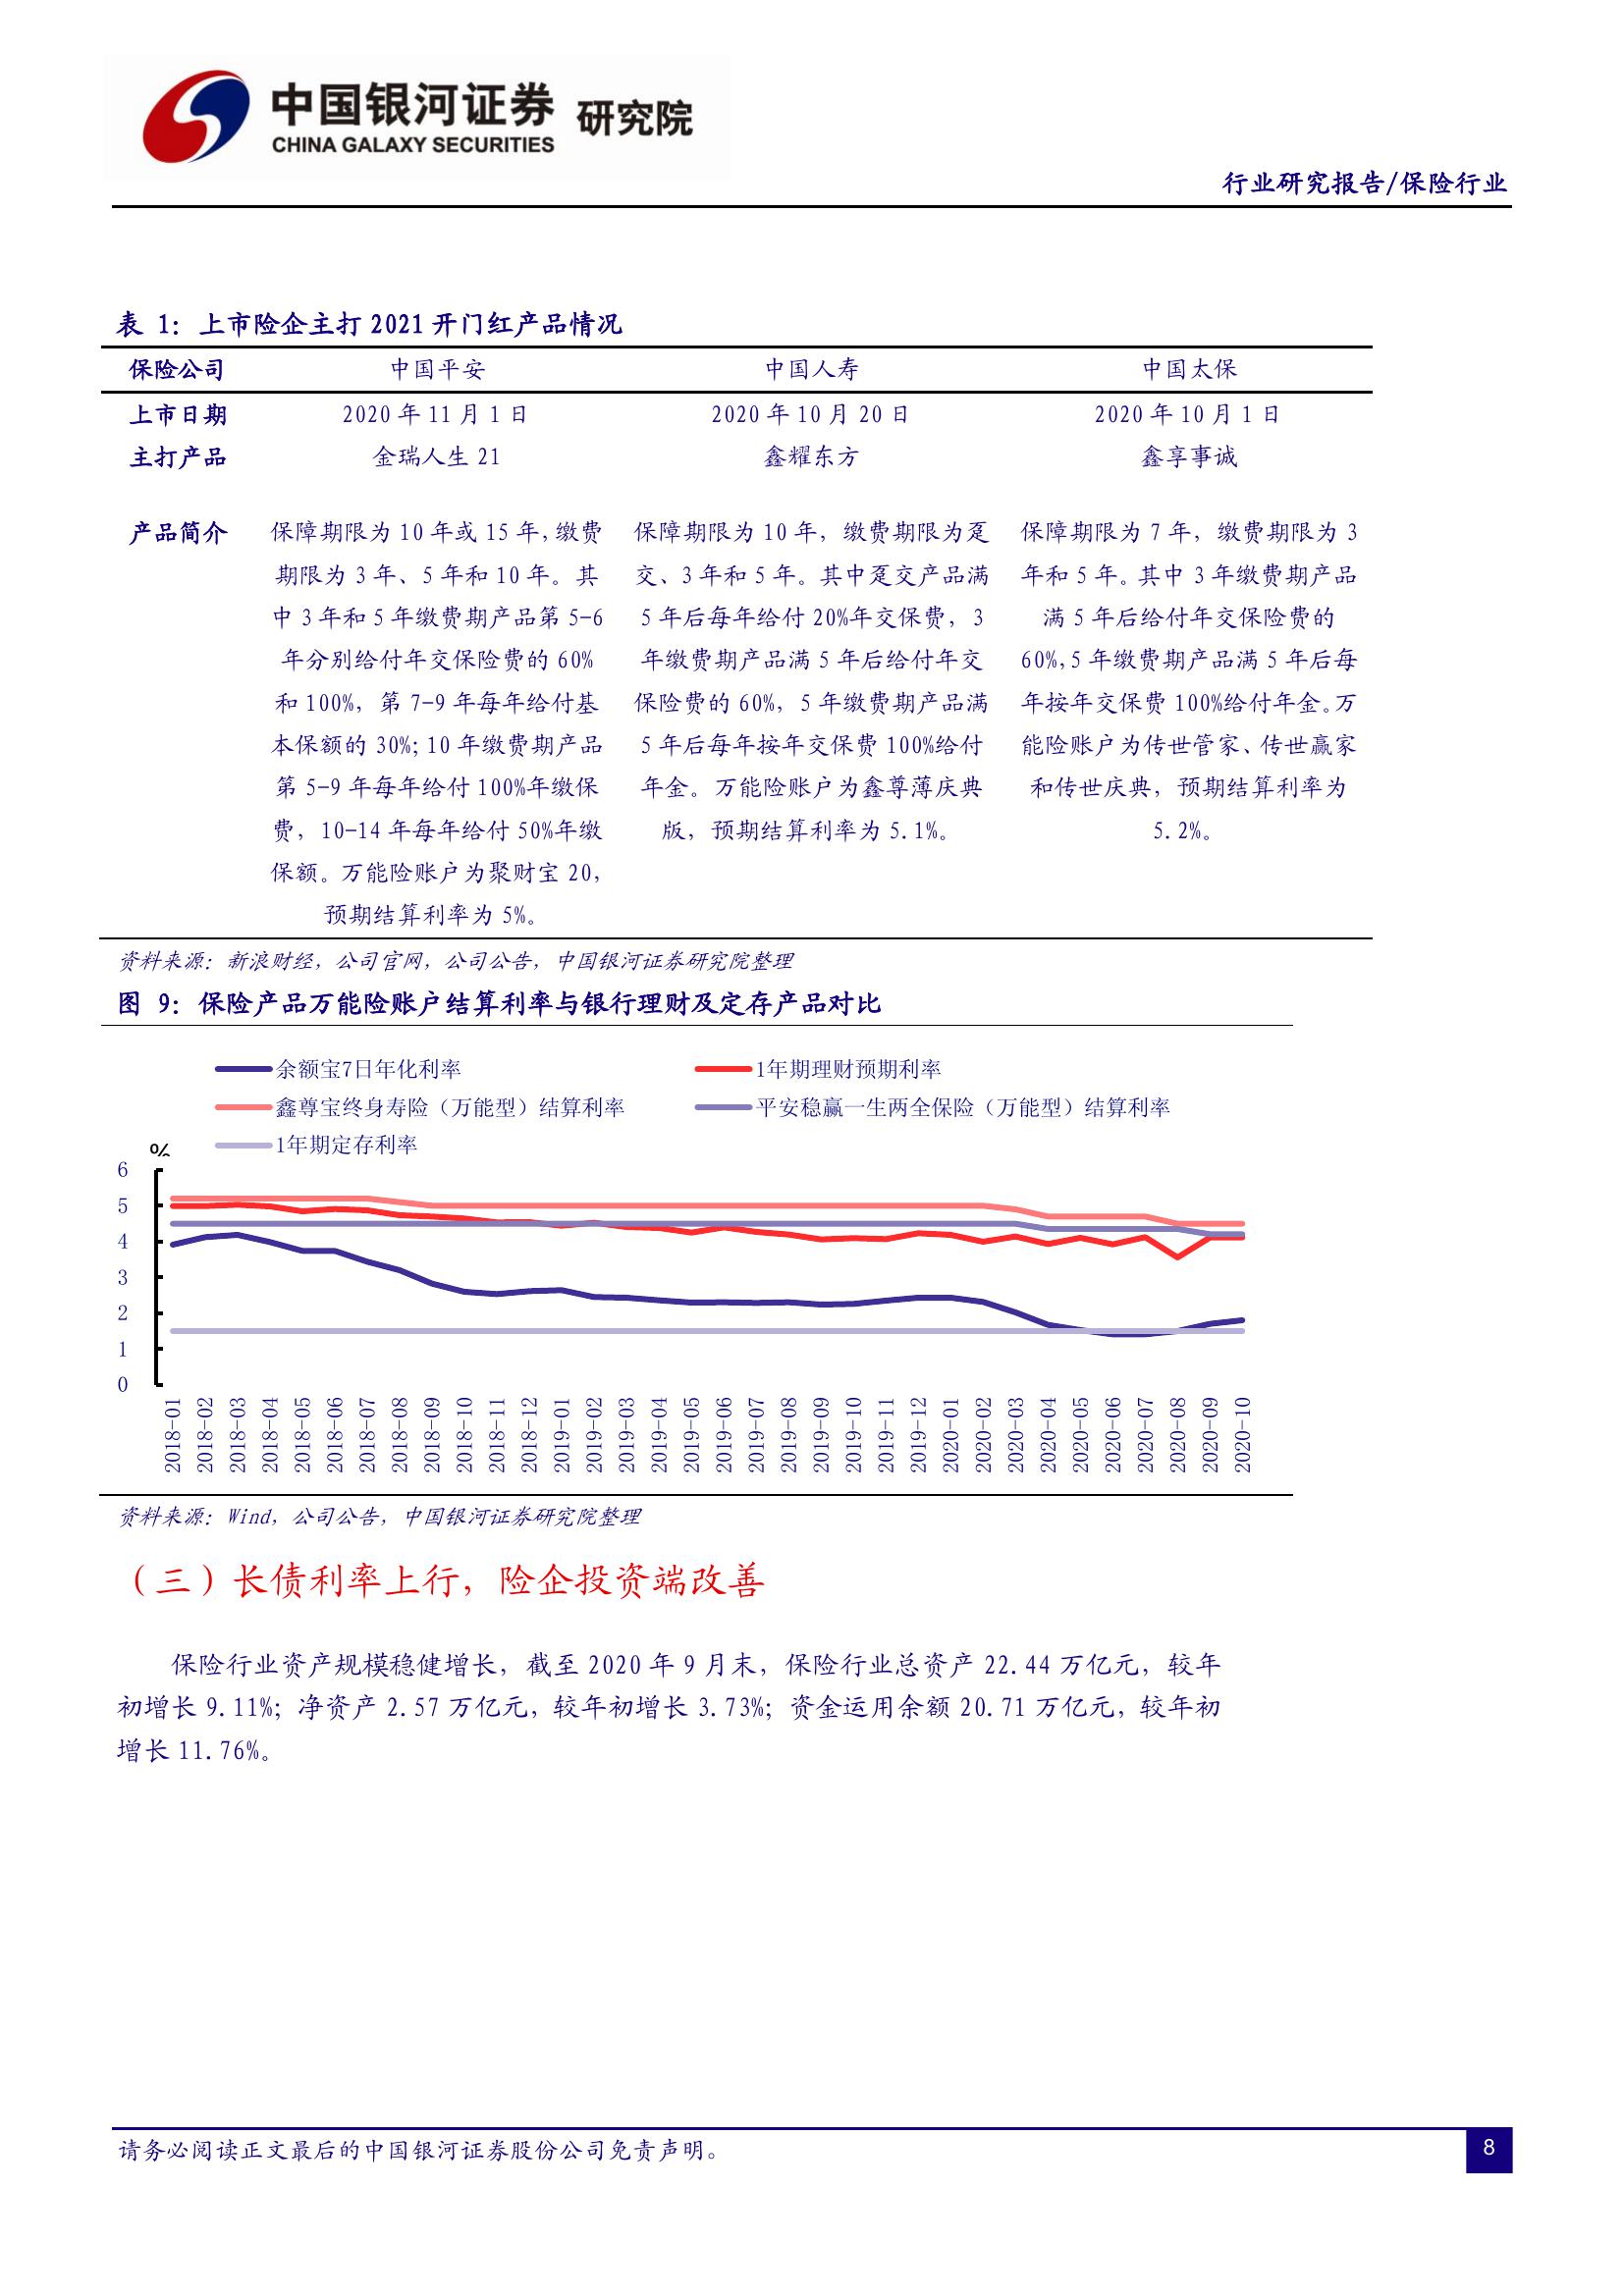 中国银河证券 研究院
CHINA GALAXY SECURITIES
行业研究报告/保险行业
表 1：上市险企主打 2021 开门红产品情况
保险公司 中国平安 中国人寿 中国太保
上市日期 2020 年 11 月 1 日 2020 年 10 月 20 日 2020 年 10 月 1 日
主打产品 金瑞人生 21 鑫耀东方 鑫享事诚
产品简介
保障期限为 10 年或 15 年，缴费
期限为 3 年、5 年和 10 年。其
中 3 年和 5 年缴费期产品第 5-6
年分别给付年交保险费的 60%
和 100%，第 7-9 年每年给付基
本保额的 30%；10 年缴费期产品
第 5-9 年每年给付 100%年缴保
费，10-14 年每年给付 50%年缴
保额。万能险账户为聚财宝 20，
预期结算利率为 5%。
保障期限为 10 年，缴费期限为趸
交、3 年和 5 年。其中趸交产品满
5 年后每年给付 20%年交保费，3
年缴费期产品满 5 年后给付年交
保险费的 60%，5 年缴费期产品满
5 年后每年按年交保费 100%给付
年金。万能险账户为鑫尊薄庆典
版，预期结算利率为 5.1%。
保障期限为 7 年，缴费期限为 3
年和 5 年。其中 3 年缴费期产品
满 5 年后给付年交保险费的
60%，5 年缴费期产品满 5 年后每
年按年交保费 100%给付年金。万
能险账户为传世管家、传世赢家
和传世庆典，预期结算利率为
5.2%。
资料来源：新浪财经，公司官网，公司公告，中国银河证券研究院整理
图 9：保险产品万能险账户结算利率与银行理财及定存产品对比
余额宝7日年化利率 1年期理财预期利率
鑫尊宝终身寿险（万能型）结算利率 平安稳赢一生两全保险（万能型）结算利率
1年期定存利率
%
6
5
4
3
2
1
0
2018-01 2018-02 2018-03 2018-04 2018-05 2018-06 2018-07 2018-08 2018-09 2018-10 2018-11 2018-12 2019-01 2019-02 2019-03 2019-04 2019-05 2019-06 2019-07 2019-08 2019-09 2019-10 2019-11 2019-12 2020-01 2020-02 2020-03 2020-04 2020-05 2020-06 2020-07 2020-08 2020-09 2020-10
资料来源：Wind，公司公告，中国银河证券研究院整理
（三）长债利率上行，险企投资端改善
保险行业资产规模稳健增长，截至 2020 年 9 月末，保险行业总资产 22.44 万亿元，较年
初增长 9.11%；净资产 2.57 万亿元，较年初增长 3.73%；资金运用余额 20.71 万亿元，较年初
增长 11.76%。
请务必阅读正文最后的中国银河证券股份公司免责声明。
8